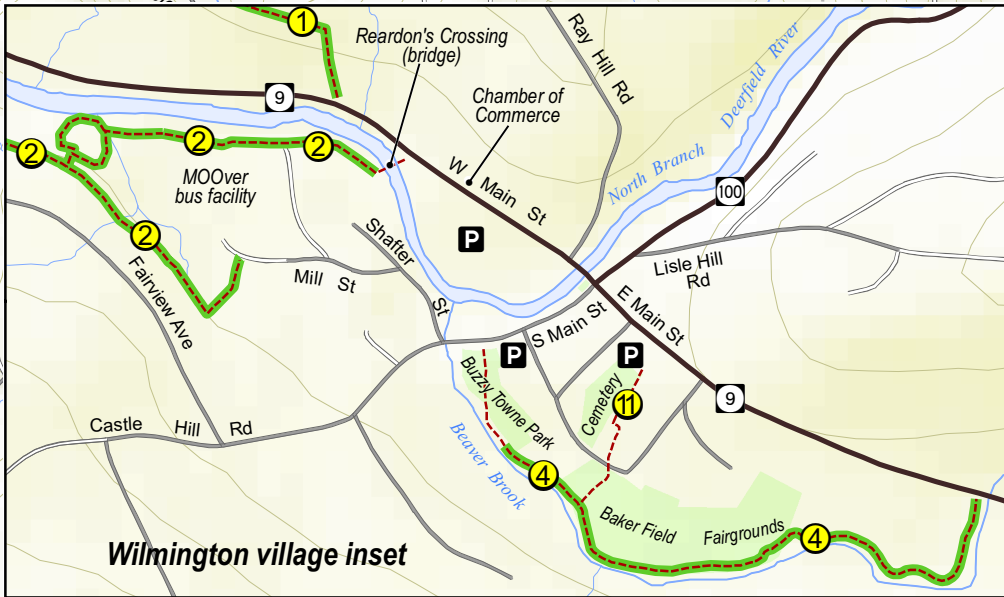 1
Reardon's Crossing
(bridge)
Ray Hill Rd
Deerfield River
9
Chamber of
Commerce
2
2
2
MOOver
bus facility
W Main St
North Branch
100
P
2
Shaffer St
Fairview Ave
Mill St
Lisle Hill
Rd
E Main St
S Main St
P
P
Buzzy Towne Park
Cemetery
11
9
Castle Hill Rd
Beaver Brook
4
Baker Field
Fairgrounds
4
Wilmington village inset